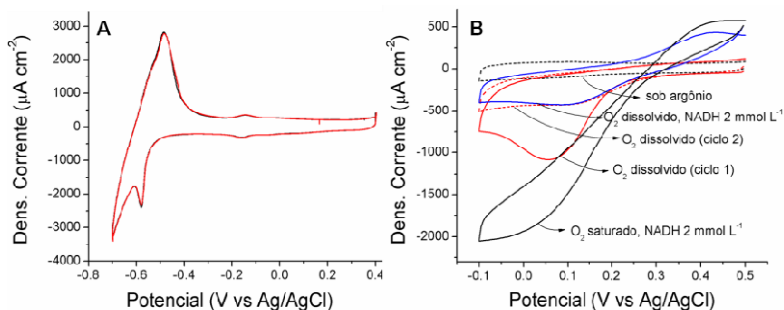 A
Dens. Corrente (µA cm⁻²)
3000
2000
1000
0
-1000
-2000
-3000
-4000
-0.8 -0.6 -0.4 -0.2 0.0 0.2 0.4
Potencial (V vs Ag/AgCl)
B
Dens. Corrente (µA cm⁻²)
500
0
-500
-1000
-1500
-2000
sob argônio
O₂ dissolvido, NADH 2 mmol L⁻¹
O₂ dissolvido (ciclo 2)
O₂ dissolvido (ciclo 1)
O₂ saturado, NADH 2 mmol L⁻¹
-0.1 0.0 0.1 0.2 0.3 0.4 0.5
Potencial (V vs Ag/AgCl)